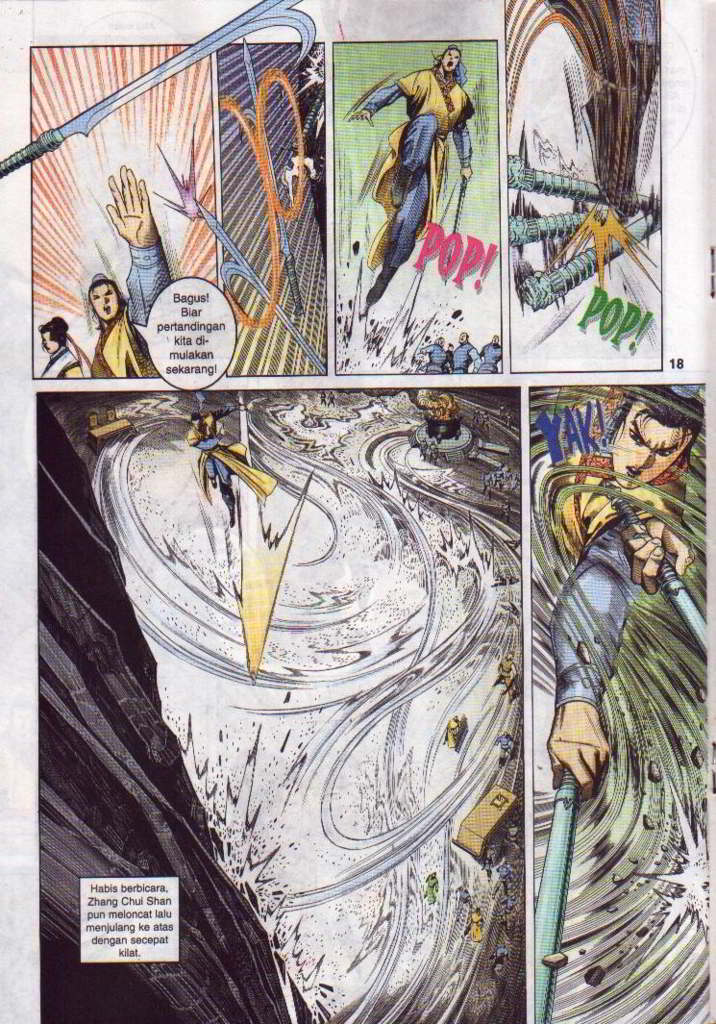 Bagus!
Biar
pertandingan
kita di-
mulakan
sekarang!
POP!
POP!
18
YAK!
Habis berbicara,
Zhang Chui Shan
pun meloncat lalu
menjulang ke atas
dengan secepat
kilat.